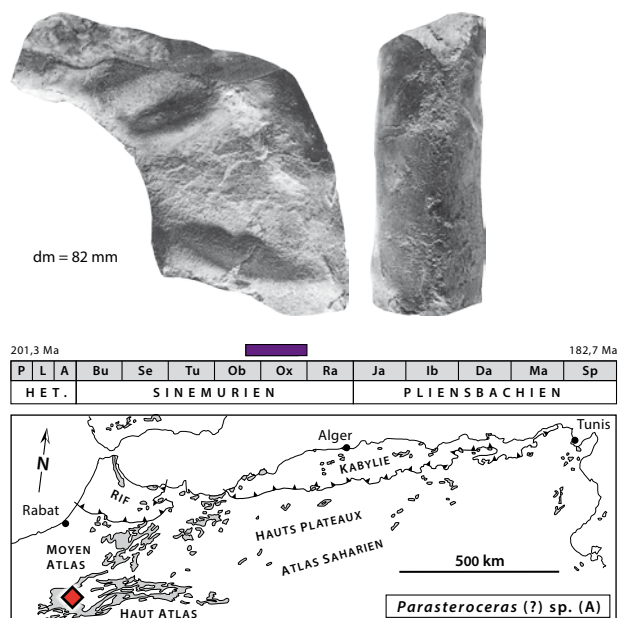 dm = 82 mm
201,3 Ma
182,7 Ma
P L A Bu Se Tu Ob Ox Ra Ja Ib Da Ma Sp
HET. SINEMURIEN PLIENSBACHIEN
Tunis
Alger
KABYLIE
N
RIF
Rabat
HAUTS PLATEAUX
MOYEN
ATLAS
ATLAS SAHARIEN
500 km
HAUT ATLAS
Parasteroceras (?) sp. (A)